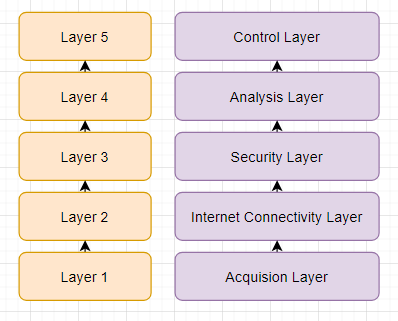 Layer 5
Control Layer
Layer 4
Analysis Layer
Layer 3
Security Layer
Layer 2
Internet Connectivity Layer
Layer 1
Acquision Layer